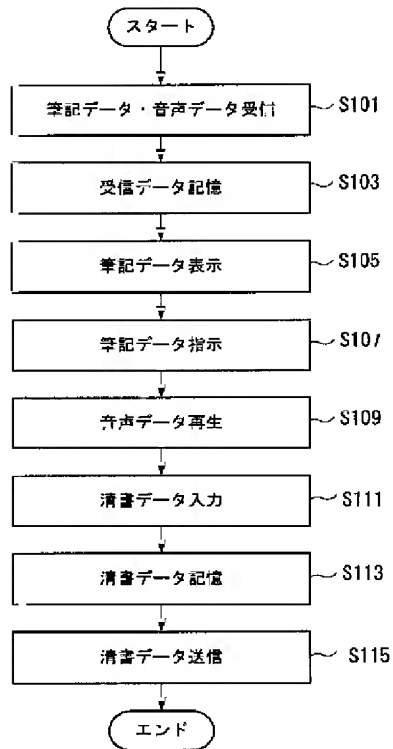 スタート
筆記データ・音声データ受信 S101
受信データ記憶 S103
筆記データ表示 S105
筆記データ指示 S107
音声データ再生 S109
清書データ入力 S111
清書データ記憶 S113
清書データ送信 S115
エンド